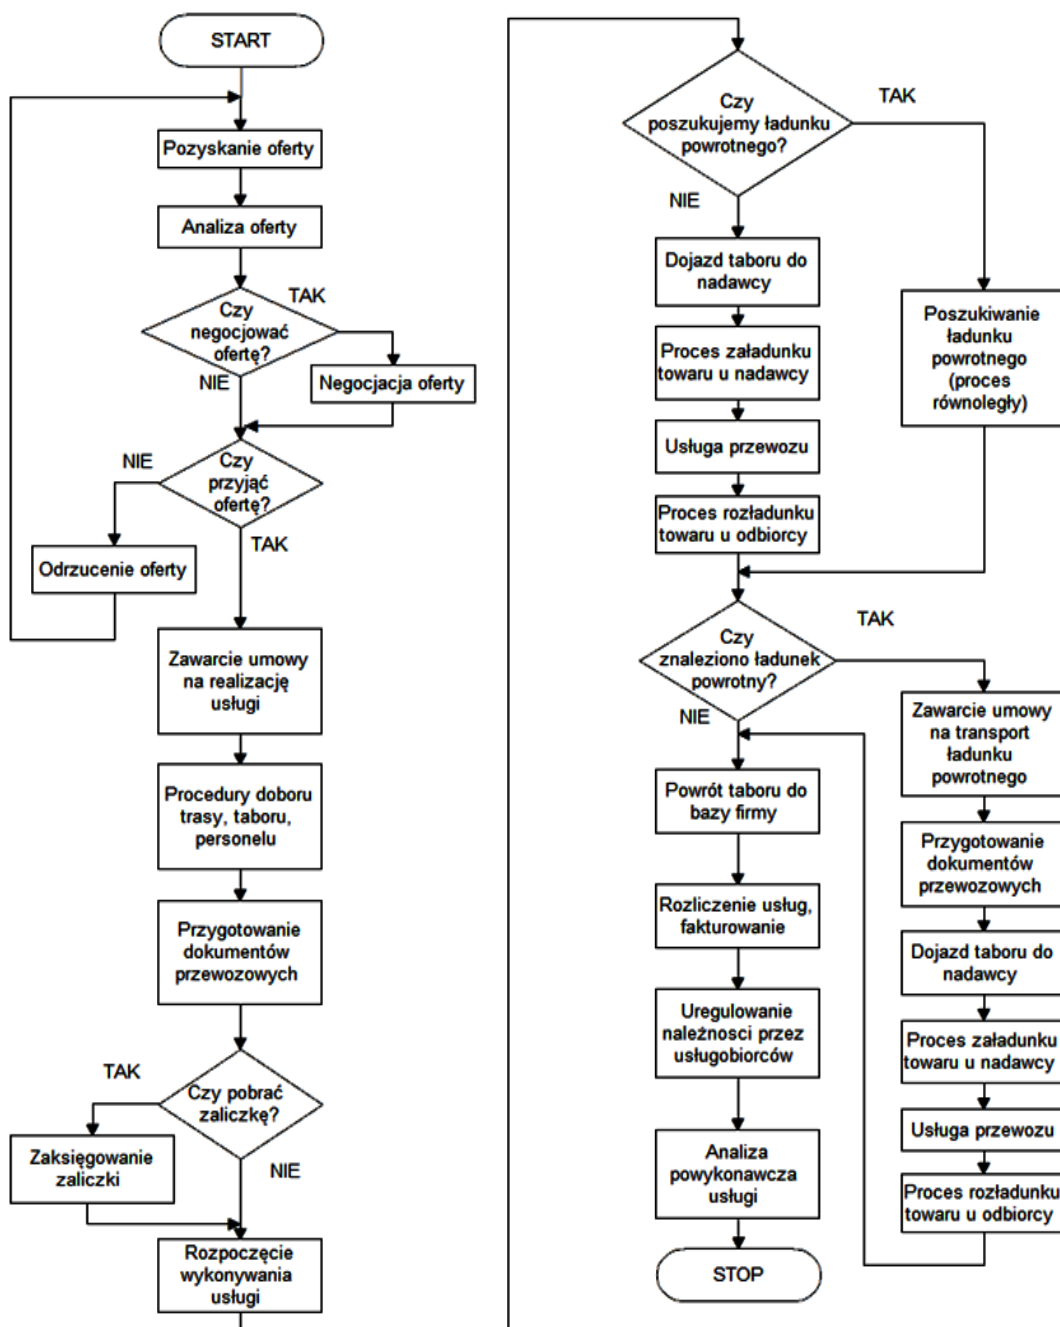 START
Pozyskanie oferty
Analiza oferty
TAK
Czy
negocjować
ofertę?
NIE
Negocjacja oferty
NIE
Czy
przyjąć
ofertę?
TAK
Odrzucenie oferty
Zawarcie umowy
na realizację
usługi
Procedury doboru
trasy, taboru,
personelu
Przygotowanie
dokumentów
przewozowych
TAK
Czy pobrać
zaliczkę?
Zaksięgowanie
zaliczki
NIE
Rozpoczęcie
wykonywania
usługi
Czy
poszukujemy ładunku
powrotnego?
TAK
NIE
Dojazd taboru do
nadawcy
Proces załadunku
towaru u nadawcy
Usługa przewozu
Proces rozładunku
towaru u odbiorcy
Poszukiwanie
ładunku
powrotnego
(proces
równoległy)
Czy
znaleziono ładunek
powrotny?
TAK
NIE
Powrót taboru do
bazy firmy
Rozliczenie usług,
fakturowanie
Uregulowanie
należnosci przez
usługobiorców
Analiza
powykonawcza
usługi
STOP
Zawarcie umowy
na transport
ładunku
powrotnego
Przygotowanie
dokumentów
przewozowych
Dojazd taboru do
nadawcy
Proces załadunku
towaru u nadawcy
Usługa przewozu
Proces rozładunku
towaru u odbiorcy